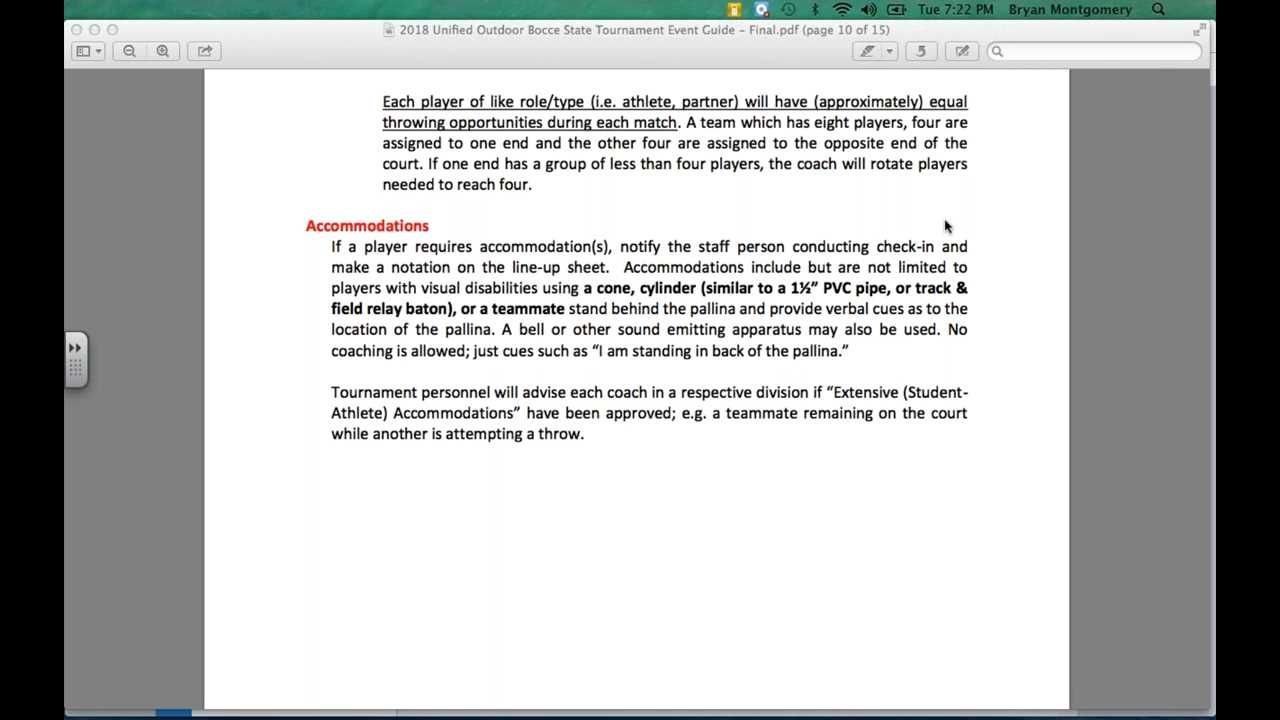 Tue 7:22 PM Bryan Montgomery
2018 Unified Outdoor Bocce State Tournament Event Guide – Final.pdf (page 10 of 15)
Each player of like role/type (i.e. athlete, partner) will have (approximately) equal
throwing opportunities during each match. A team which has eight players, four are
assigned to one end and the other four are assigned to the opposite end of the
court. If one end has a group of less than four players, the coach will rotate players
needed to reach four.
Accommodations
If a player requires accommodation(s), notify the staff person conducting check-in and
make a notation on the line-up sheet. Accommodations include but are not limited to
players with visual disabilities using a cone, cylinder (similar to a 1½” PVC pipe, or track &
field relay baton), or a teammate stand behind the pallina and provide verbal cues as to the
location of the pallina. A bell or other sound emitting apparatus may also be used. No
coaching is allowed; just cues such as “I am standing in back of the pallina.”
Tournament personnel will advise each coach in a respective division if “Extensive (Student-
Athlete) Accommodations” have been approved; e.g. a teammate remaining on the court
while another is attempting a throw.